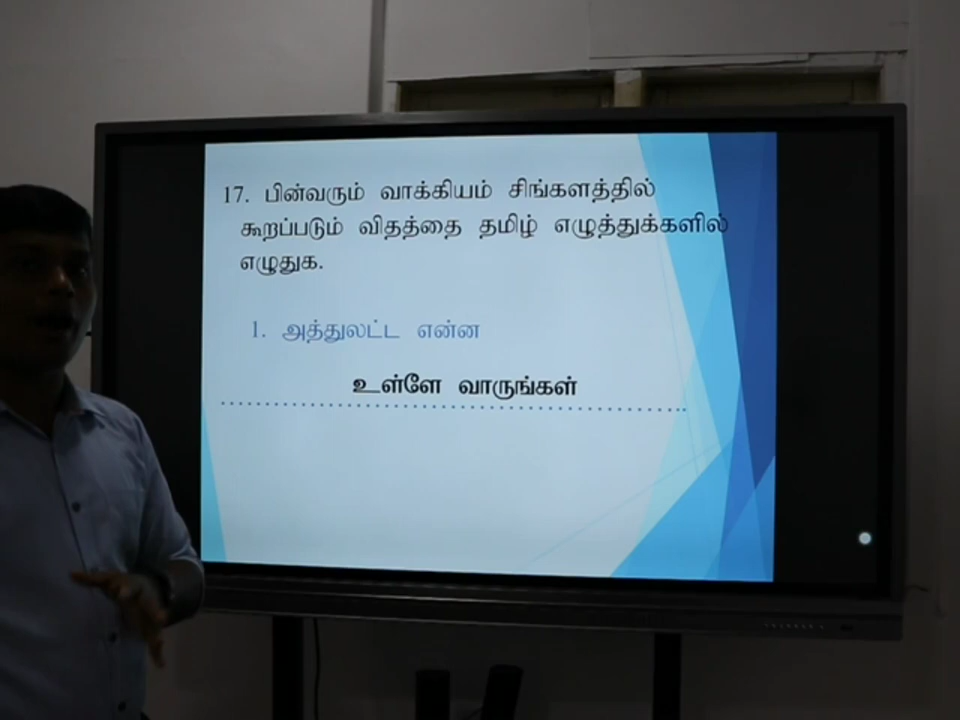 17. பின்வரும் வாக்கியம் சிங்களத்தில்
கூறப்படும் விதத்தை தமிழ் எழுத்துக்களில்
எழுதுக.
1. அத்துலட்ட என்ன
உள்ளே வாருங்கள்